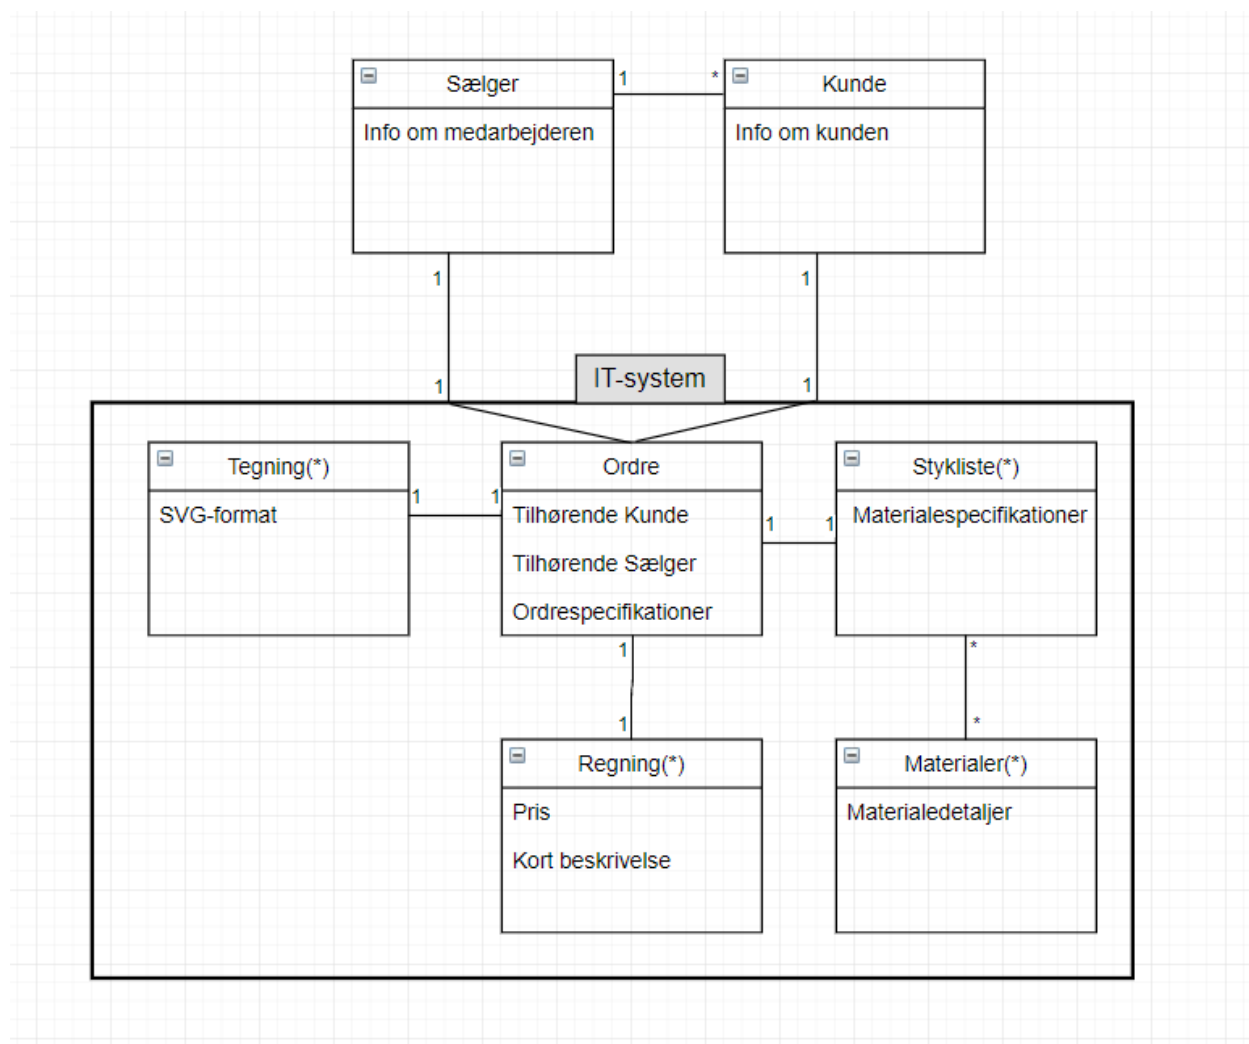 Sælger
Info om medarbejderen
1
*
Kunde
Info om kunden
1
1
1
1
IT-system
Tegning(*)
SVG-format
1
1
Ordre
Tilhørende Kunde
Tilhørende Sælger
Ordrespecifikationer
1
1
Stykliste(*)
Materialespecifikationer
1
1
*
*
Regning(*)
Pris
Kort beskrivelse
Materialer(*)
Materialedetaljer